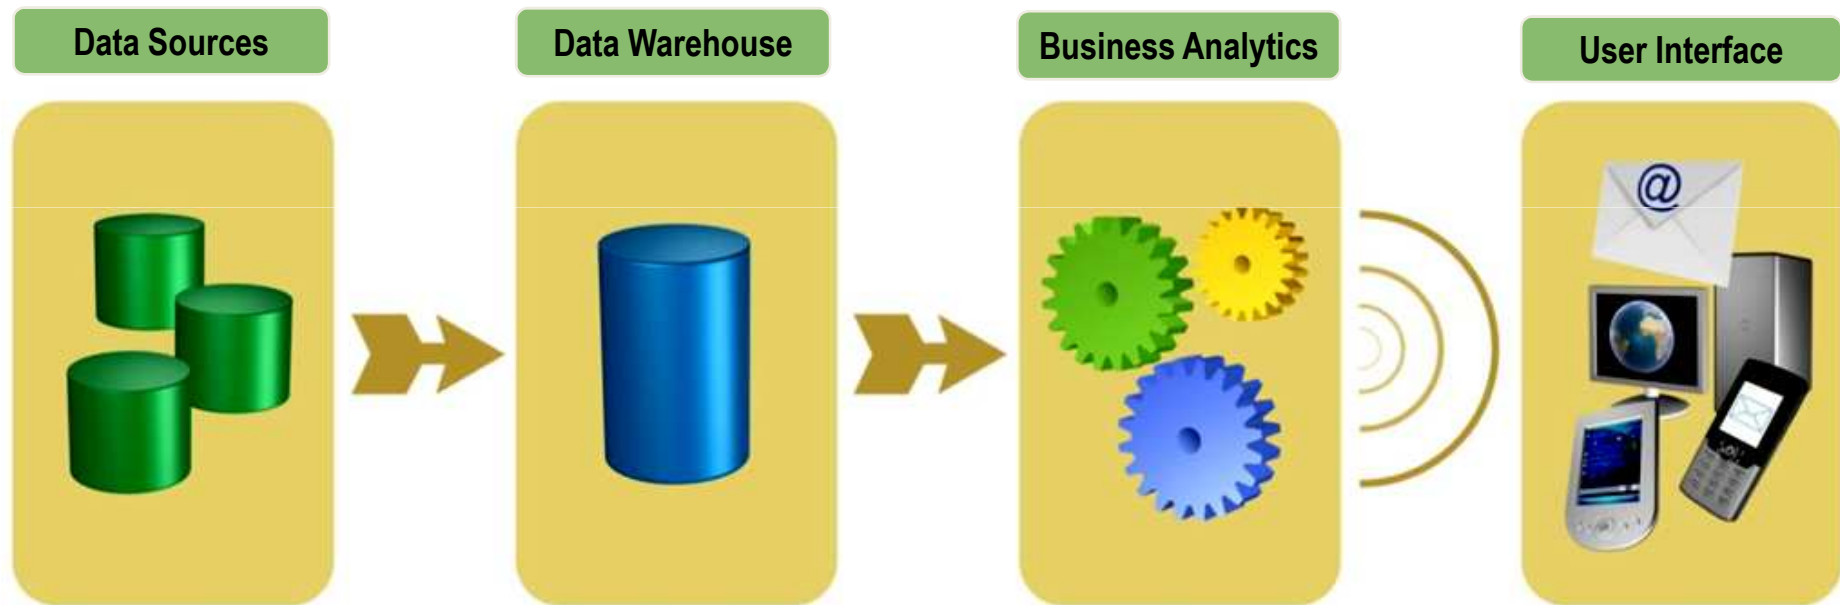 Data Sources
Data Warehouse
Business Analytics
User Interface
@